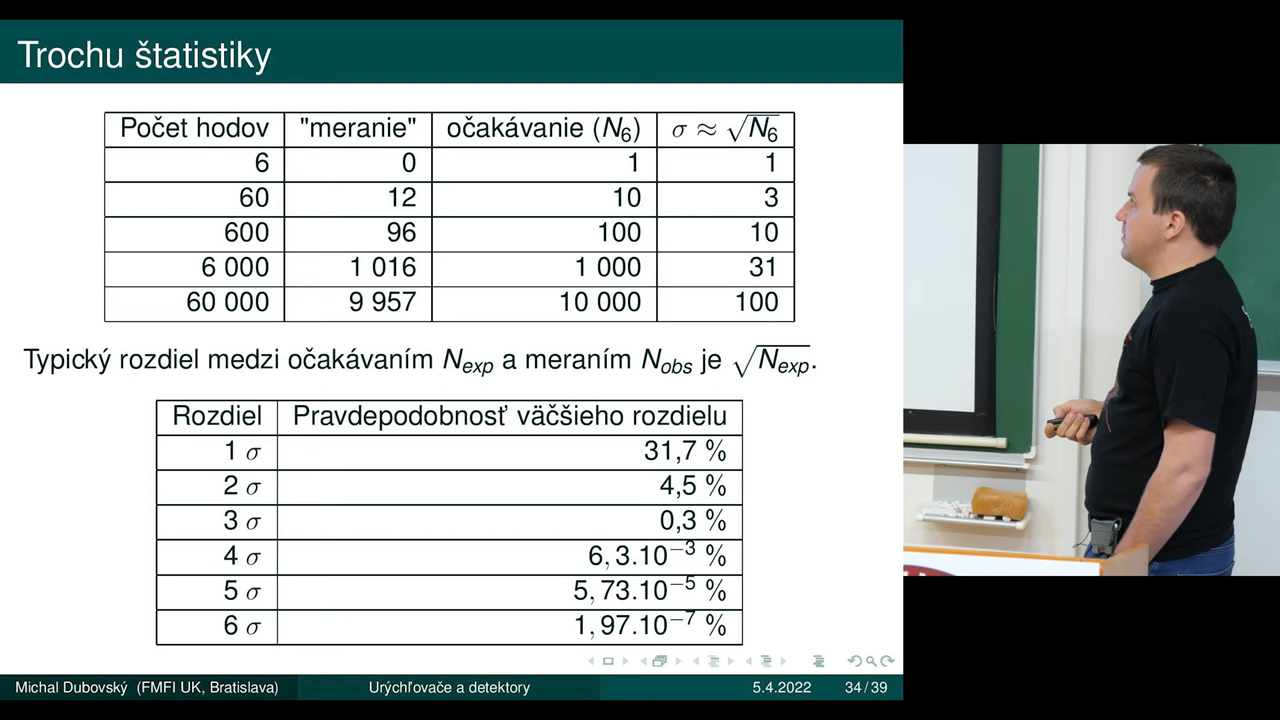 Trochu štatistiky
Počet hodov "meranie" očakávanie (N₆) σ ≈ √N₆
6 0 1 1
60 12 10 3
600 96 100 10
6 000 1 016 1 000 31
60 000 9 957 10 000 100
Typický rozdiel medzi očakávaním N_exp a meraním N_obs je √N_exp.
Rozdiel Pravdepodobnosť väčšieho rozdielu
1 σ 31,7 %
2 σ 4,5 %
3 σ 0,3 %
4 σ 6, 3.10⁻³ %
5 σ 5, 73.10⁻⁵ %
6 σ 1, 97.10⁻⁷ %
Michal Dubovský (FMFI UK, Bratislava) Urýchľovače a detektory 5.4.2022 34 / 39